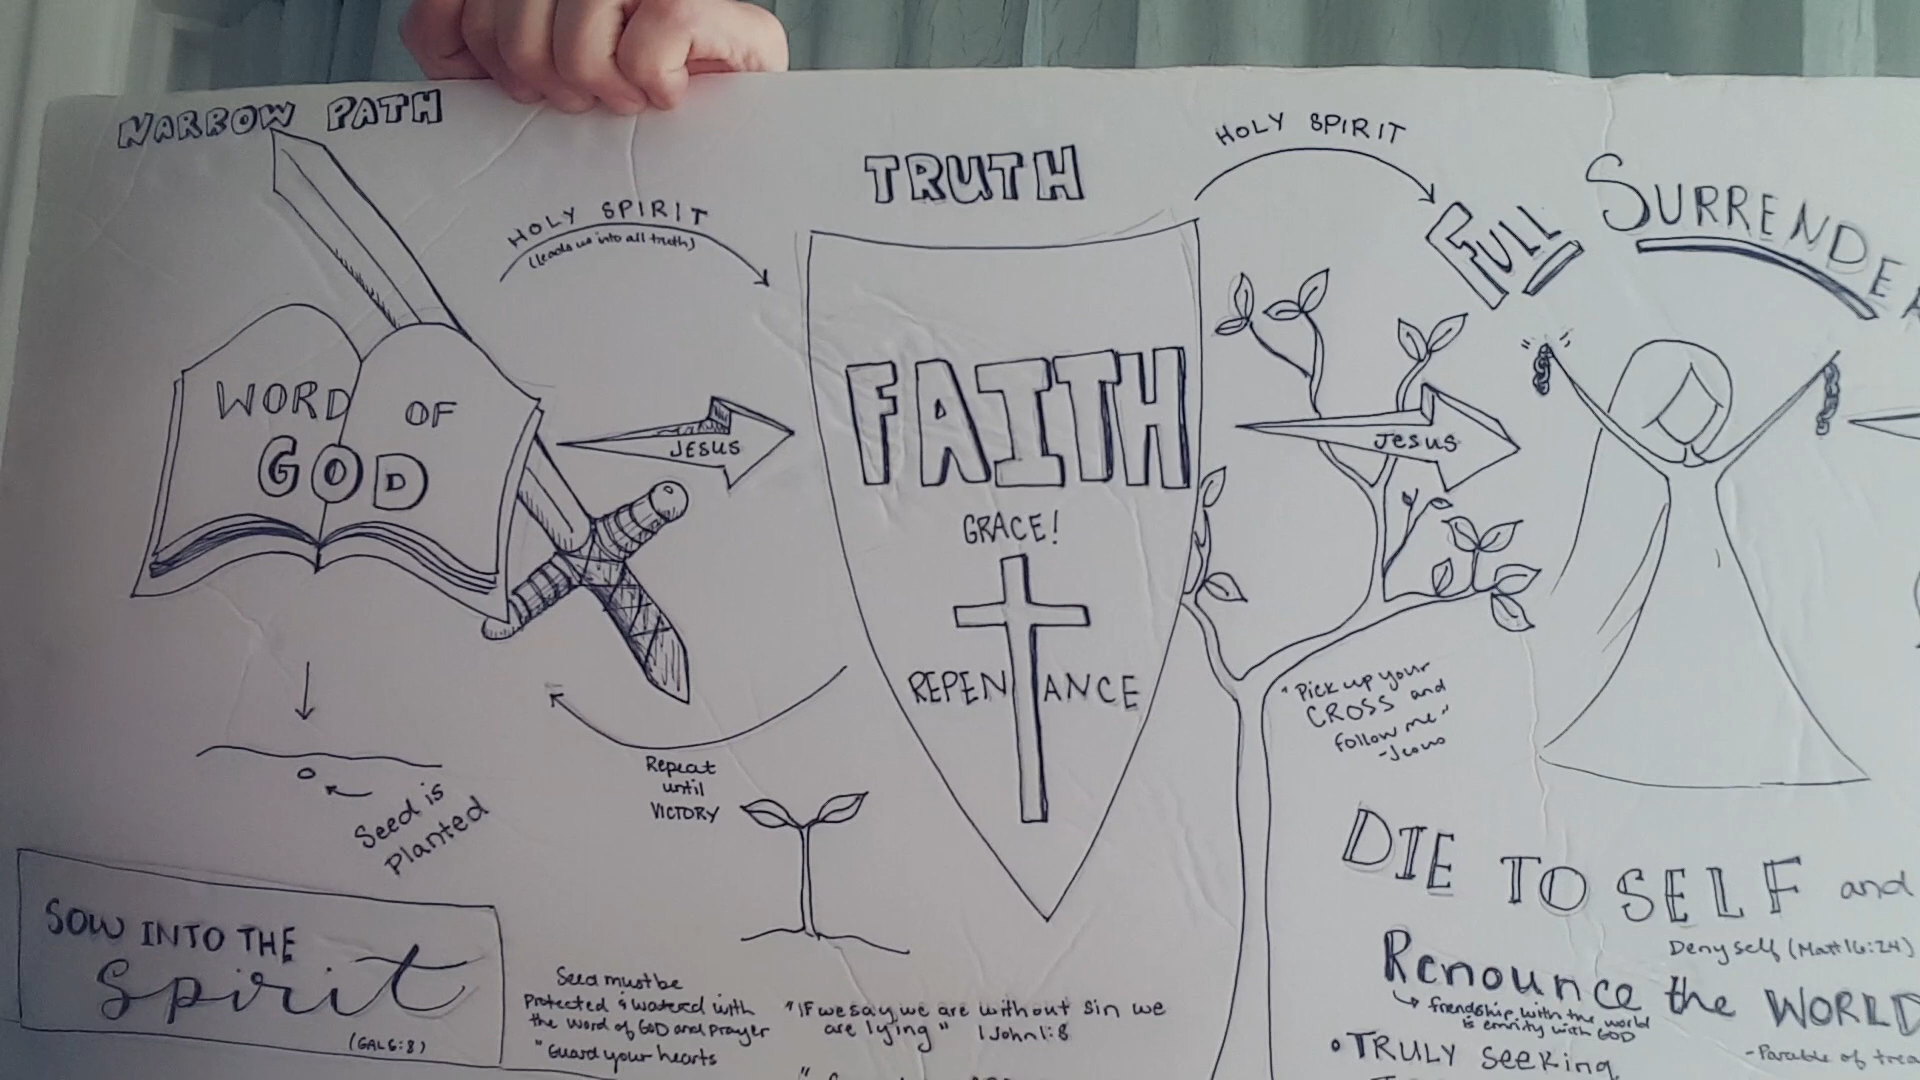 NARROW PATH
HOLY SPIRIT
(leads us into all truth)
WORD OF
GOD
JESUS
Seed is
planted
SOW INTO THE
Spirit
(GAL 6:8)
TRUTH
FAITH
GRACE!
REPENTANCE
Repeat
until
VICTORY
Seed must be
Protected & watered with
the word of GOD and prayer
"Guard your hearts
"IF we say we are without sin we
are lying" 1 John 1:8
HOLY SPIRIT
Jesus
FULL SURRENDER
"Pick up your
CROSS and
follow me"
-Jesus
DIE TO SELF and
Deny self (Matt 16:24)
Renounce the WORLD
friendship with the world
is emnity with GOD
• TRULY Seeking
-Parable of trea